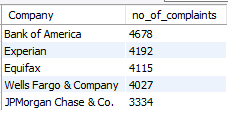 Company no_of_complaints
Bank of America 4678
Experian 4192
Equifax 4115
Wells Fargo & Company 4027
JPMorgan Chase & Co. 3334